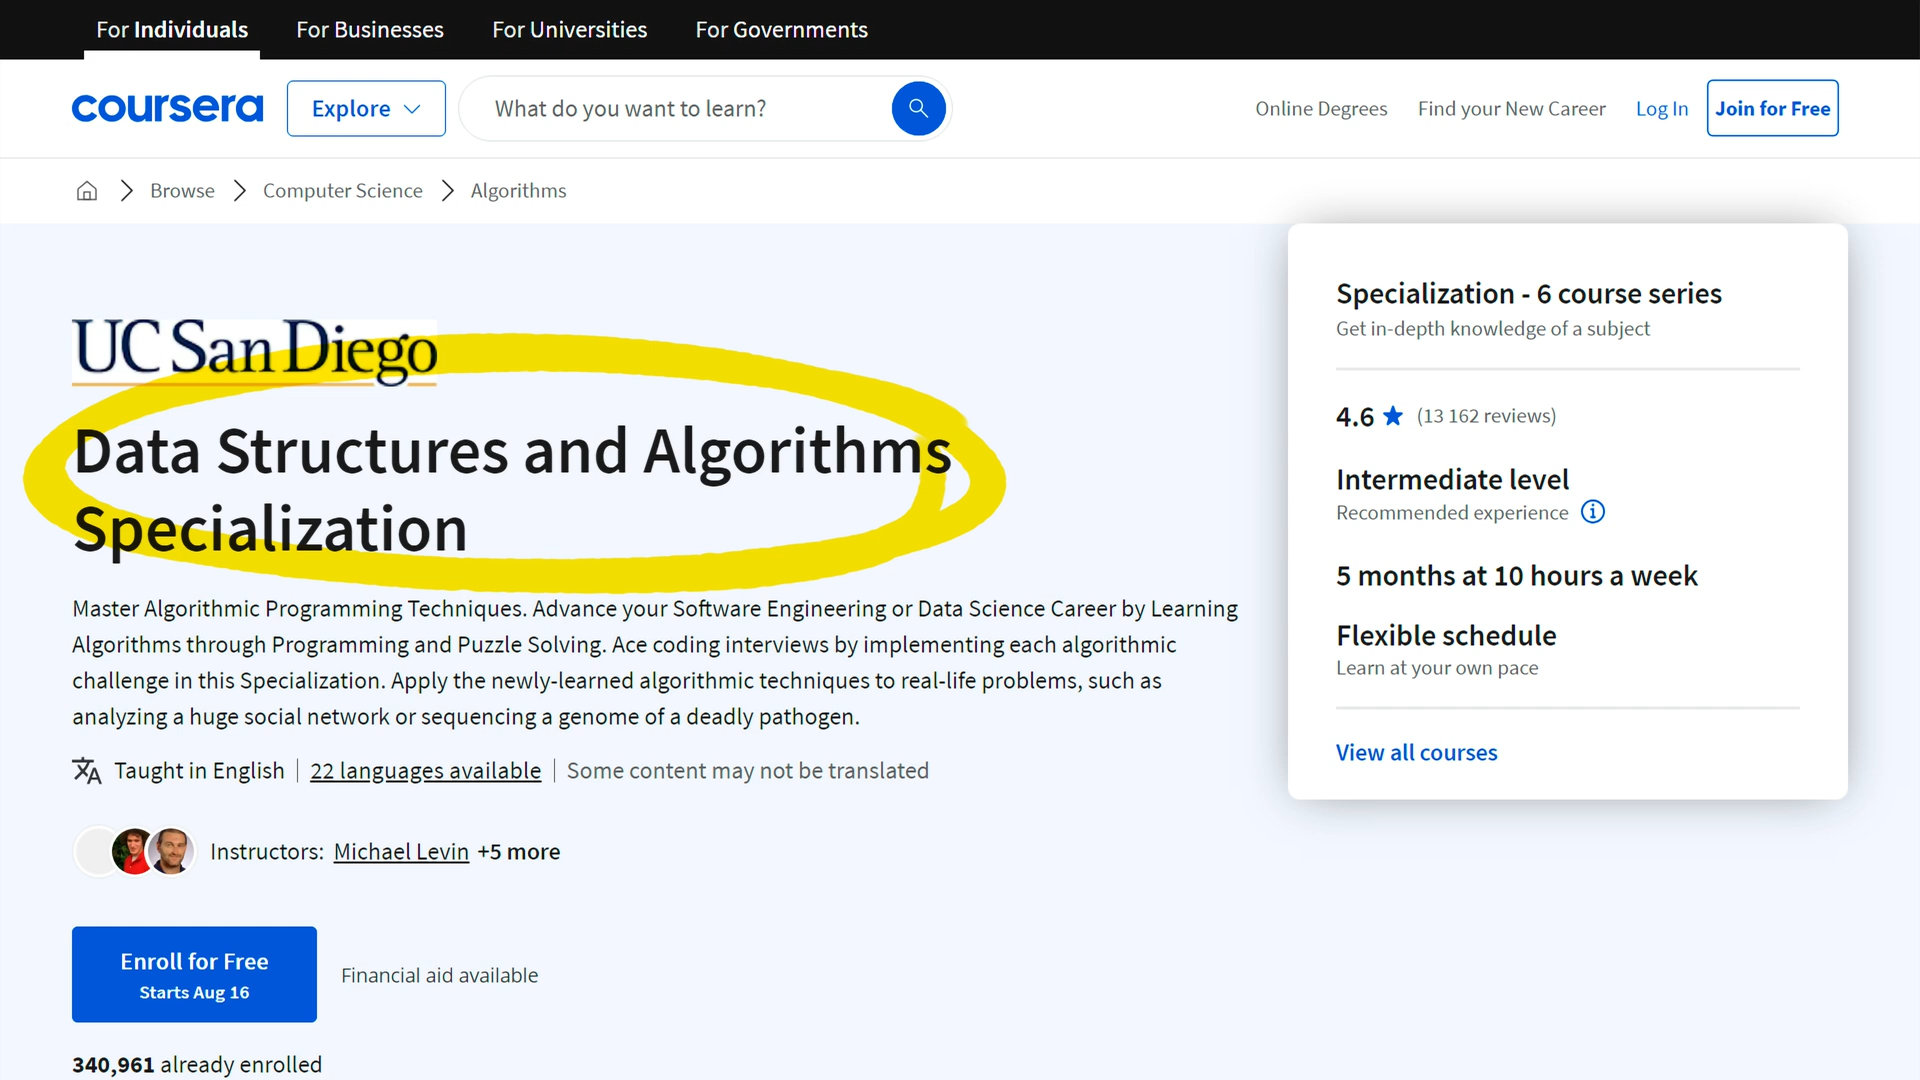 For Individuals For Businesses For Universities For Governments
coursera Explore What do you want to learn? Online Degrees Find your New Career Log In Join for Free
Browse Computer Science Algorithms
UC San Diego
Data Structures and Algorithms
Specialization
Master Algorithmic Programming Techniques. Advance your Software Engineering or Data Science Career by Learning
Algorithms through Programming and Puzzle Solving. Ace coding interviews by implementing each algorithmic
challenge in this Specialization. Apply the newly-learned algorithmic techniques to real-life problems, such as
analyzing a huge social network or sequencing a genome of a deadly pathogen.
Taught in English 22 languages available Some content may not be translated
Instructors: Michael Levin +5 more
Enroll for Free
Starts Aug 16
Financial aid available
340,961 already enrolled
Specialization - 6 course series
Get in-depth knowledge of a subject
4.6 (13 162 reviews)
Intermediate level
Recommended experience
5 months at 10 hours a week
Flexible schedule
Learn at your own pace
View all courses